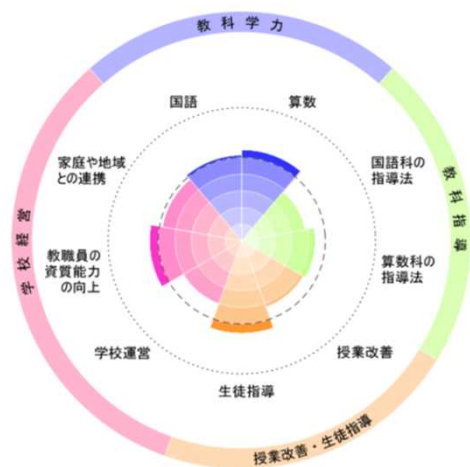 教科学力
国語
算数
家庭や地域
との連携
国語科の
指導法
教科指導
学校経営
教職員の
資質能力
の向上
算数科の
指導法
学校運営
授業改善
生徒指導
授業改善・生徒指導